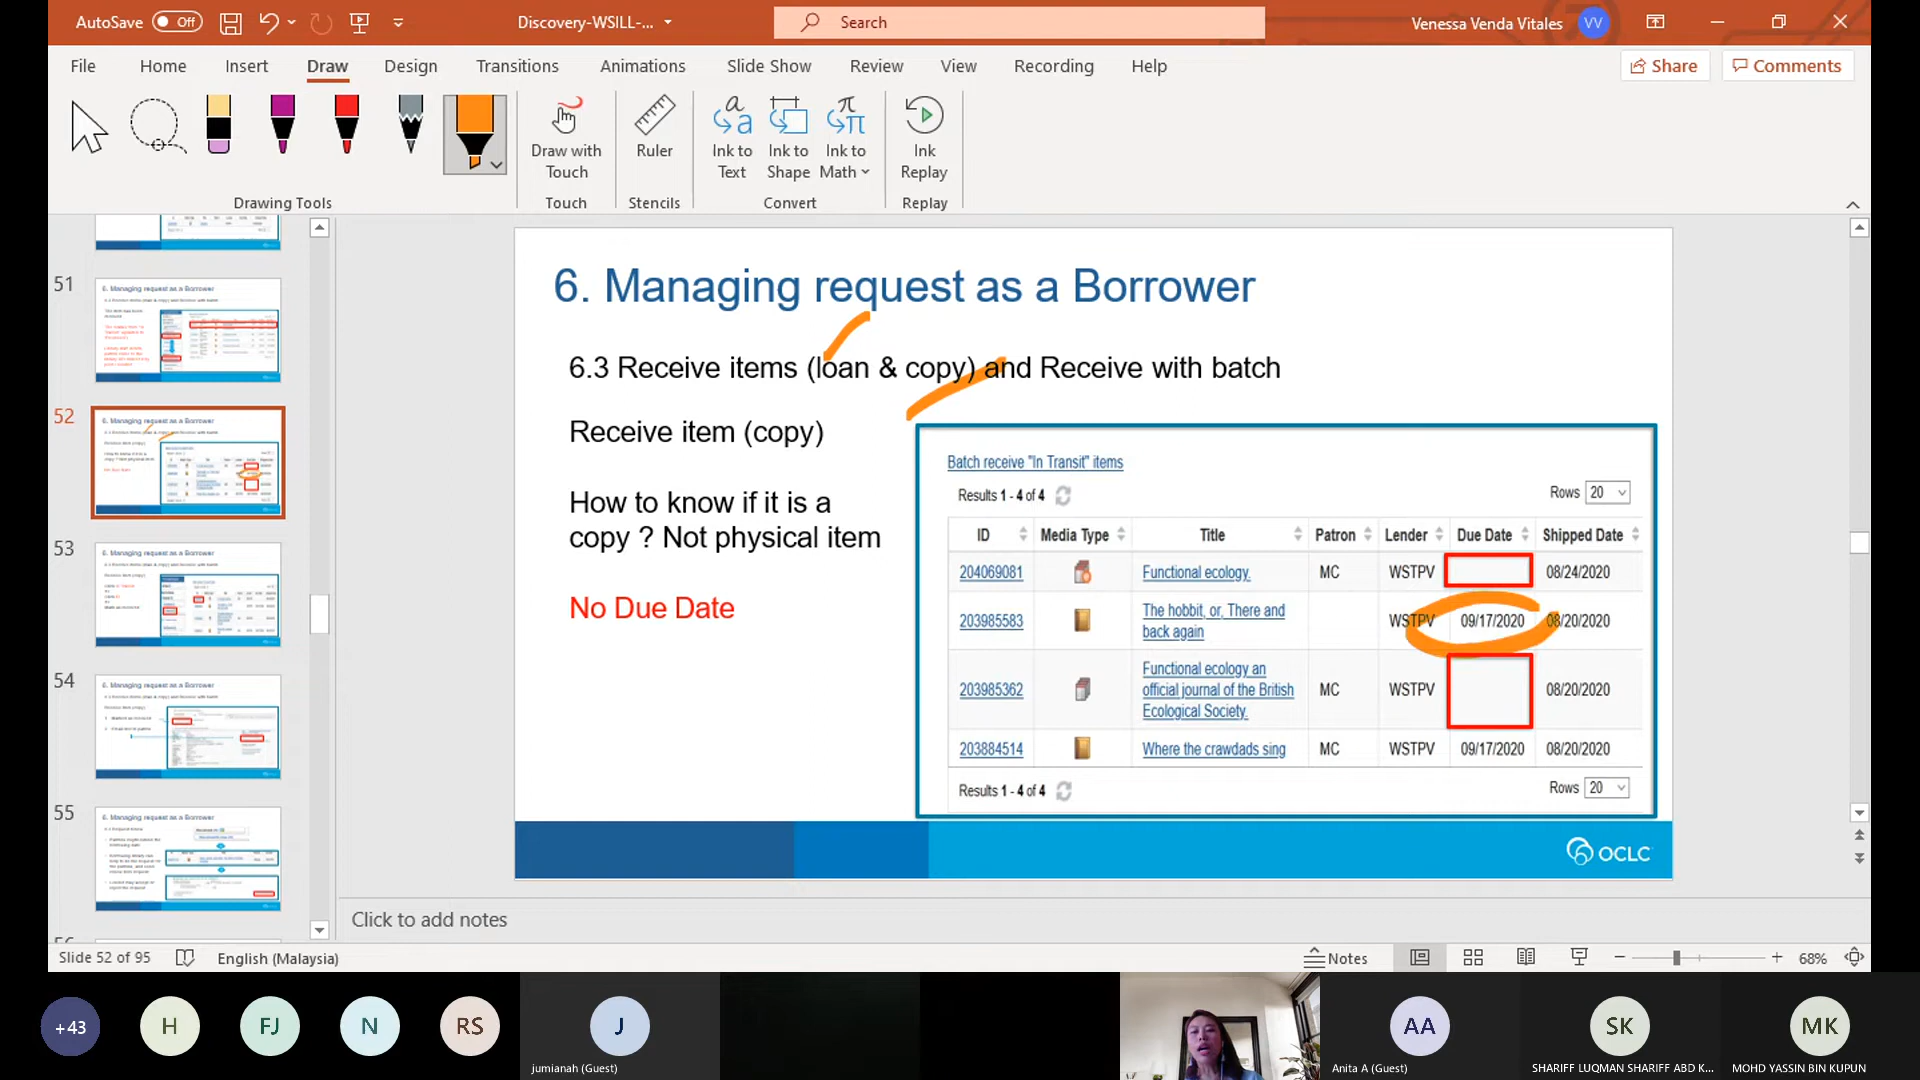 AutoSave Off
Discovery-WSILL-...
Search
Venessa Venda Vitales VV
File Home Insert Draw Design Transitions Animations Slide Show Review View Recording Help
Share Comments
Draw with Touch
Ruler
Ink to Text
Ink to Shape
Ink to Math
Ink Replay
Drawing Tools Touch Stencils Convert Replay
51
52
53
54
55
6. Managing request as a Borrower
6.3 Receive items (loan & copy) and Receive with batch
Receive item (copy)
How to know if it is a
copy ? Not physical item
No Due Date
Batch receive "In Transit" items
Results 1 - 4 of 4
Rows 20
ID Media Type Title Patron Lender Due Date Shipped Date
204069081 Functional ecology. MC WSTPV 08/24/2020
203985583 The hobbit, or, There and back again WSTPV 09/17/2020 08/20/2020
203985362 Functional ecology an official journal of the British Ecological Society. MC WSTPV 08/20/2020
203884514 Where the crawdads sing MC WSTPV 09/17/2020 08/20/2020
Results 1 - 4 of 4
Rows 20
OCLC
Click to add notes
Slide 52 of 95 English (Malaysia) Notes 68%
+43 H FJ N RS J AA SK MK
jumianah (Guest)
Anita A (Guest)
SHARIFF LUQMAN SHARIFF ABD K...
MOHD YASSIN BIN KUPUN